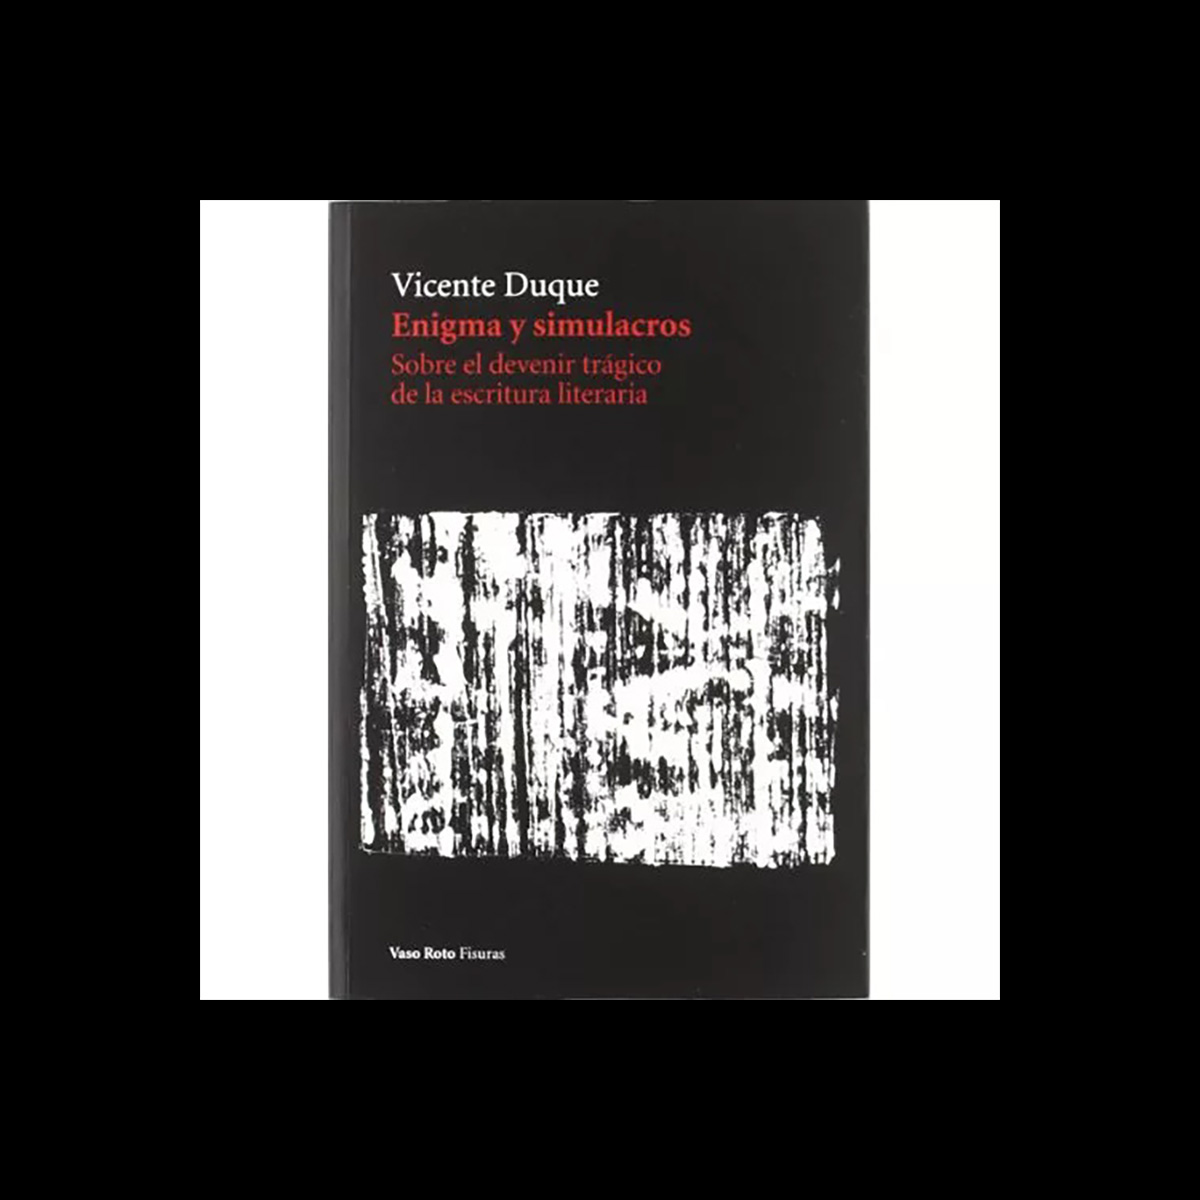 Vicente Duque
Enigma y simulacros
Sobre el devenir trágico
de la escritura literaria
Vaso Roto Fisuras